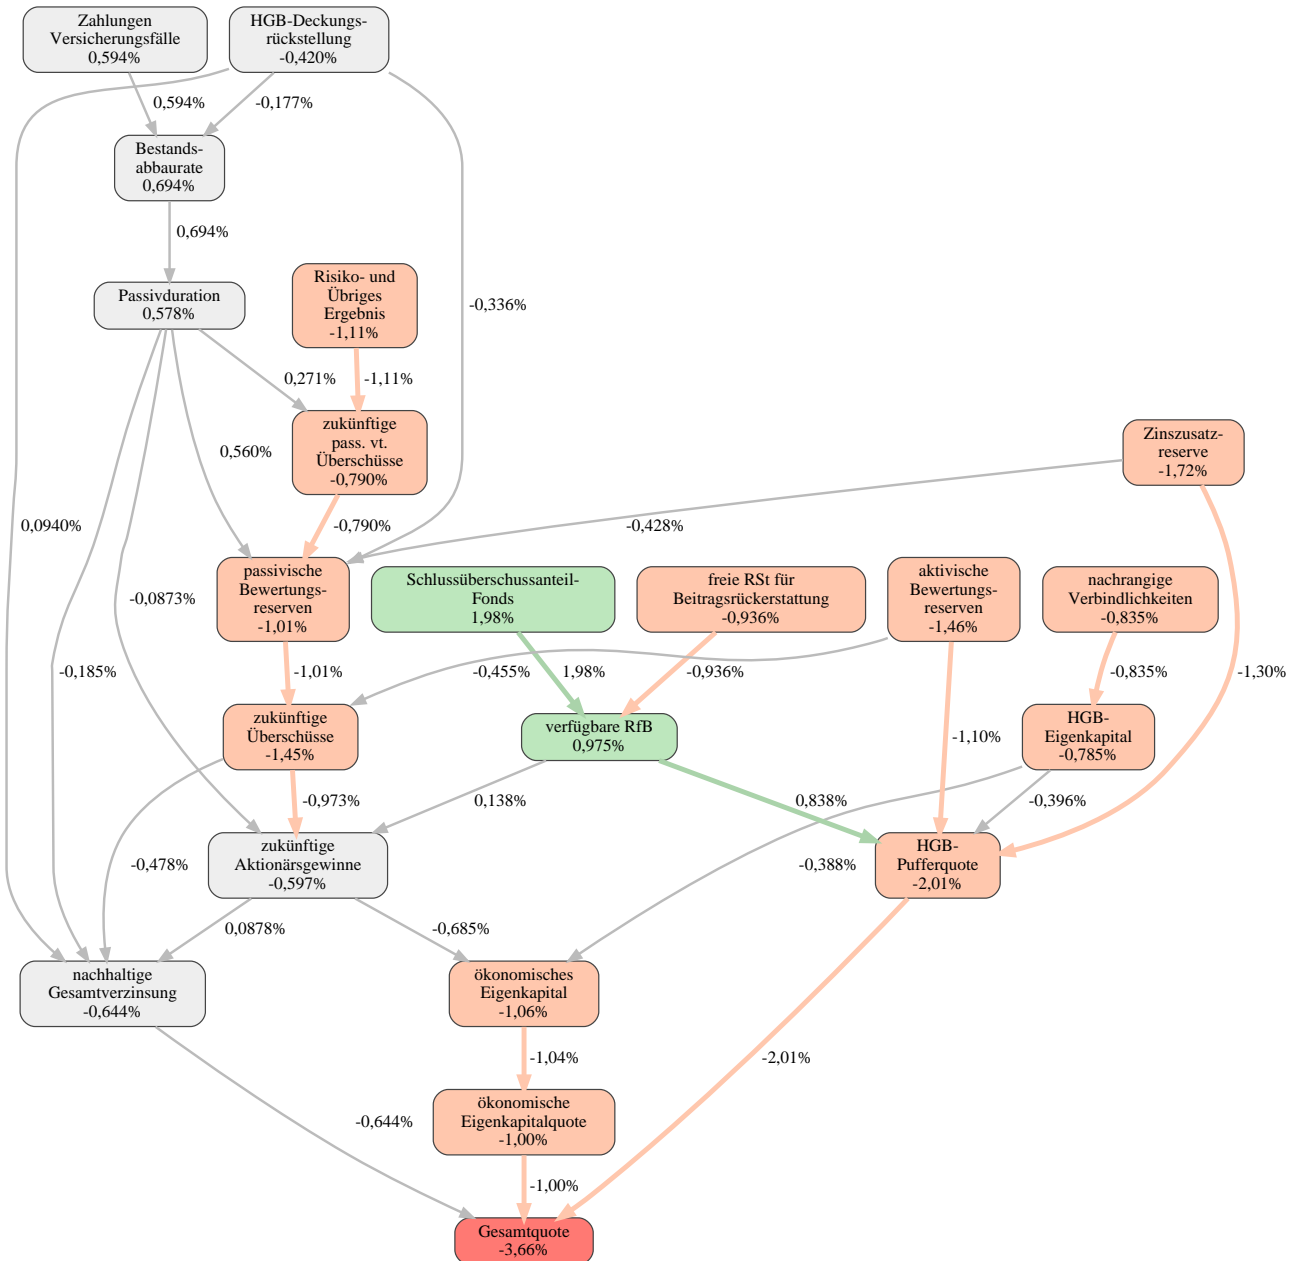 Zahlungen
Versicherungsfälle
0,594%
HGB-Deckungs-
rückstellung
-0,420%
0,594%
-0,177%
Bestands-
abbaurate
0,694%
0,694%
Risiko- und
Übriges
Ergebnis
-1,11%
Passivduration
0,578%
-0,336%
0,271%
-1,11%
zukünftige
pass. vt.
Überschüsse
-0,790%
Zinszusatz-
reserve
-1,72%
0,560%
0,0940%
-0,790%
-0,428%
passivische
Bewertungs-
reserven
-1,01%
Schlussüberschussanteil-
Fonds
1,98%
freie RSt für
Beitragsrückerstattung
-0,936%
aktivische
Bewertungs-
reserven
-1,46%
nachrangige
Verbindlichkeiten
-0,835%
-0,0873%
-0,185%
-1,01%
-0,455%
1,98%
-0,936%
-0,835%
-1,30%
zukünftige
Überschüsse
-1,45%
verfügbare RfB
0,975%
HGB-
Eigenkapital
-0,785%
-1,10%
-0,973%
0,138%
0,838%
-0,396%
zukünftige
Aktionärsgewinne
-0,597%
HGB-
Pufferquote
-2,01%
-0,478%
-0,388%
0,0878%
-0,685%
nachhaltige
Gesamtverzinsung
-0,644%
ökonomisches
Eigenkapital
-1,06%
-1,04%
-2,01%
ökonomische
Eigenkapitalquote
-1,00%
-0,644%
-1,00%
Gesamtquote
-3,66%